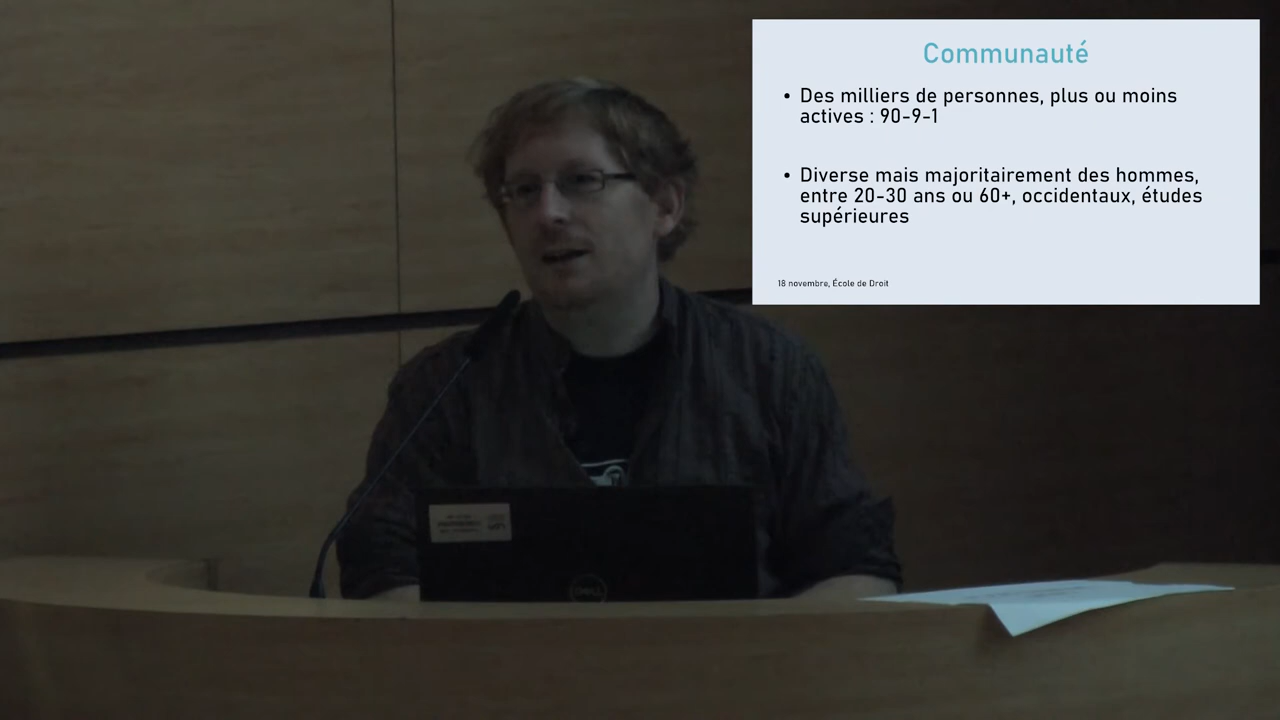 Communauté
• Des milliers de personnes, plus ou moins
actives : 90-9-1
• Diverse mais majoritairement des hommes,
entre 20-30 ans ou 60+, occidentaux, études
supérieures
18 novembre, École de Droit
DELL